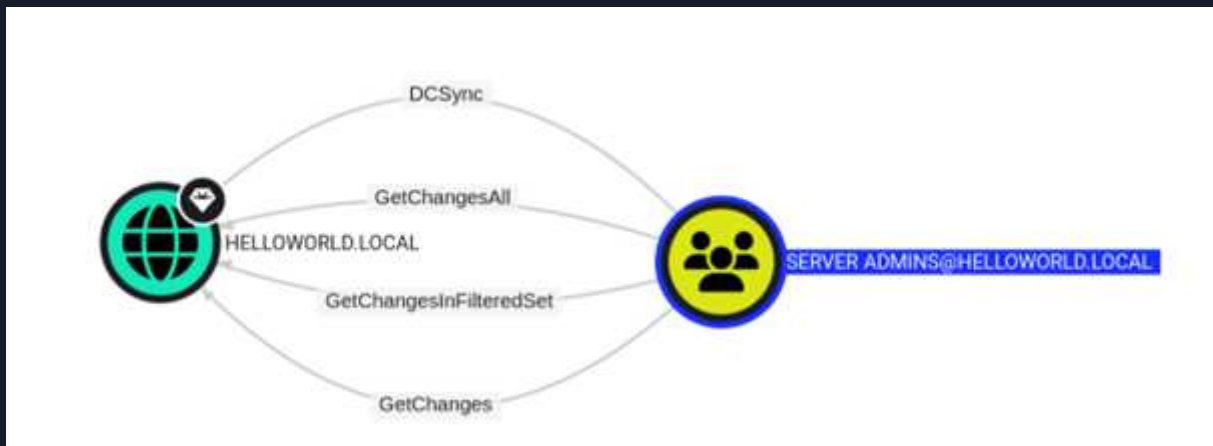 DCSync
GetChangesAll
HELLOWORLD.LOCAL
SERVER ADMINS@HELLOWORLD.LOCAL
GetChangesInFilteredSet
GetChanges